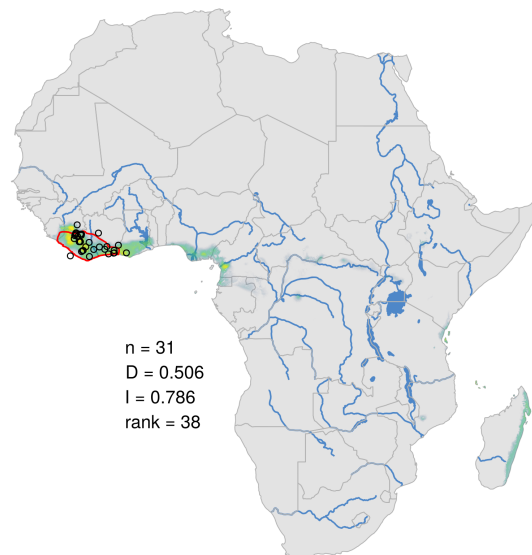 n = 31
D = 0.506
I = 0.786
rank = 38